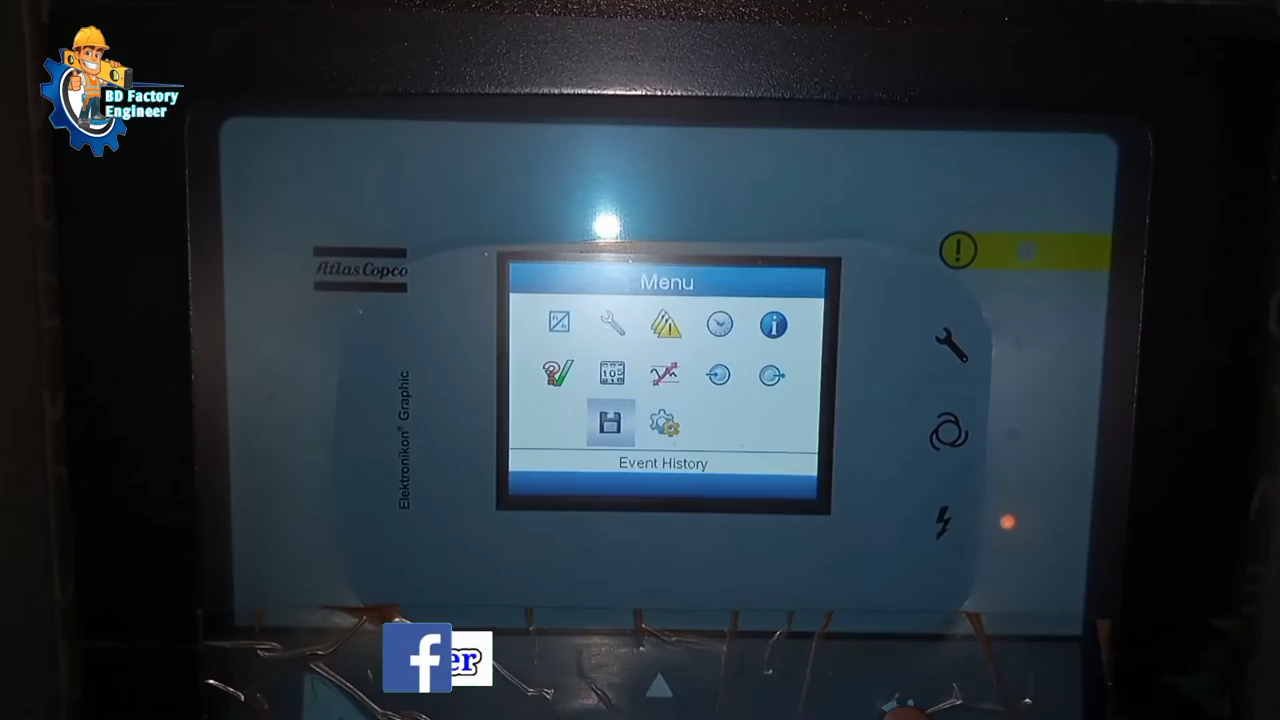 BD Factory
Engineer
Atlas Copco
Elektronikon® Graphic
Menu
Event History
er